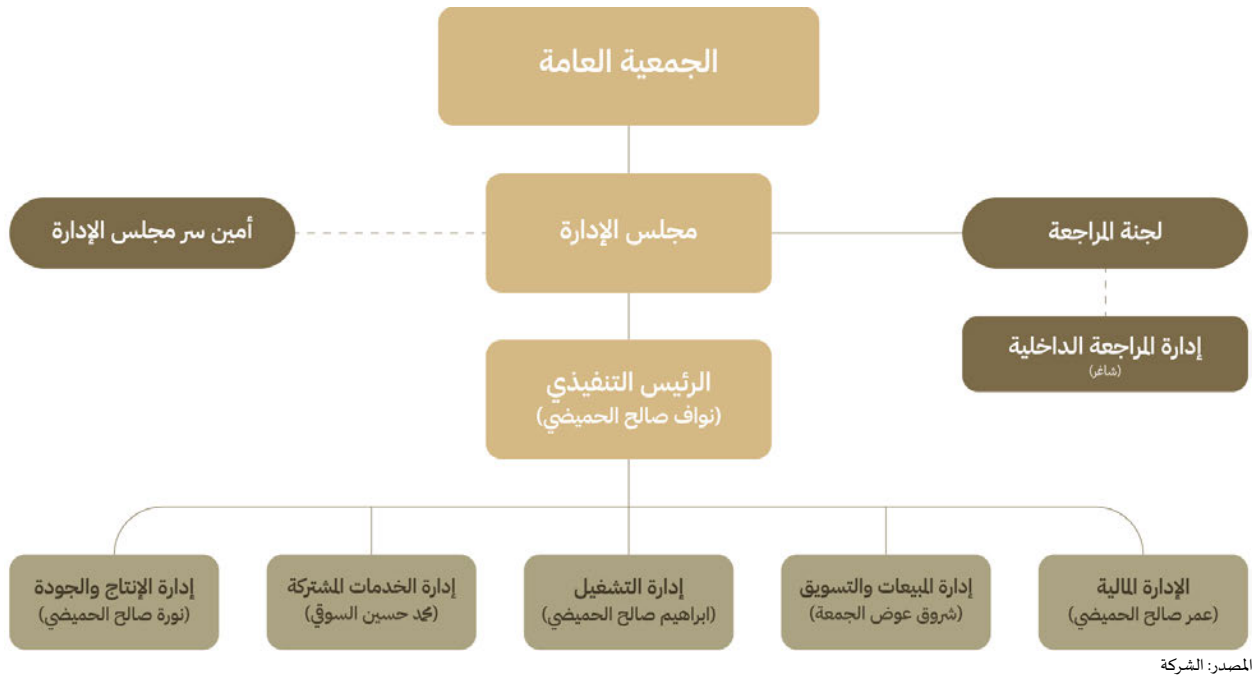 الجمعية العامة
لجنة المراجعة
مجلس الإدارة
أمين سر مجلس الإدارة
إدارة المراجعة الداخلية
(شاغر)
الرئيس التنفيذي
(نواف صالح الحميضي)
الإدارة المالية
(عمر صالح الحميضي)
إدارة المبيعات والتسويق
(شروق عوض الجمعة)
إدارة التشغيل
(ابراهيم صالح الحميضي)
إدارة الخدمات المشتركة
(محمد حسين السوقي)
إدارة الإنتاج والجودة
(نورة صالح الحميضي)
المصدر: الشركة